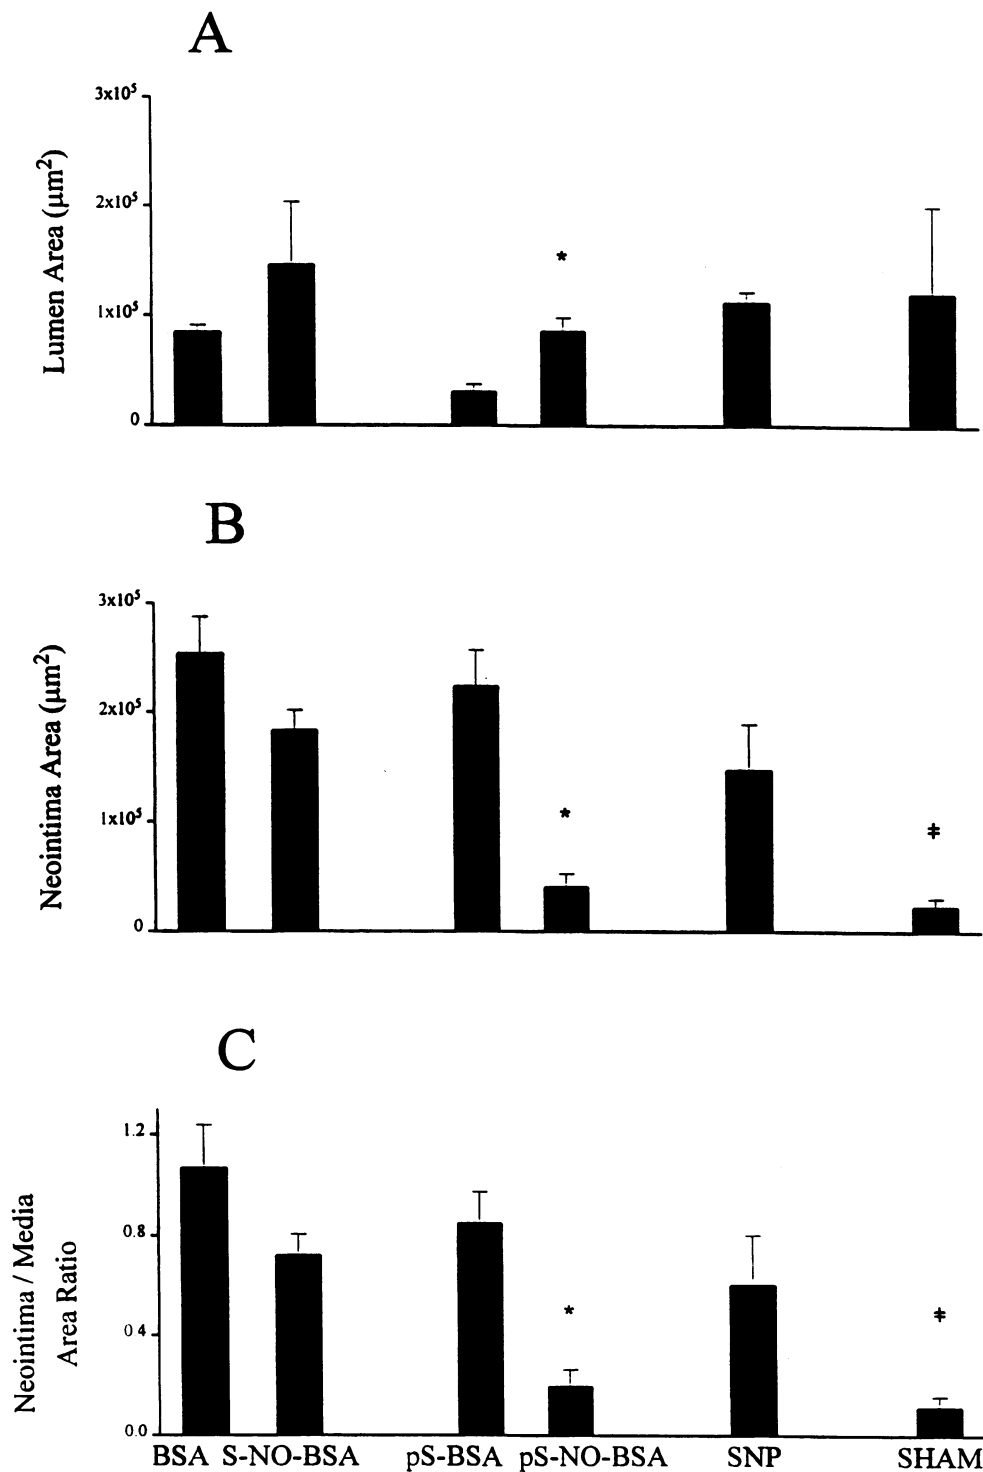 A
3x10⁵
2x10⁵
1x10⁵
0
Lumen Area (μm²)
*
B
3x10⁵
2x10⁵
1x10⁵
0
Neointima Area (μm²)
*
ǂ
C
1.2
0.8
0.4
0.0
Neointima / Media
Area Ratio
*
ǂ
BSA S-NO-BSA pS-BSA pS-NO-BSA SNP SHAM